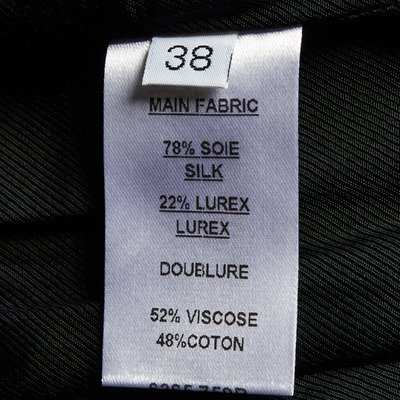 38
MAIN FABRIC
78% SOIE
SILK
22% LUREX
LUREX
DOUBLURE
52% VISCOSE
48%COTON